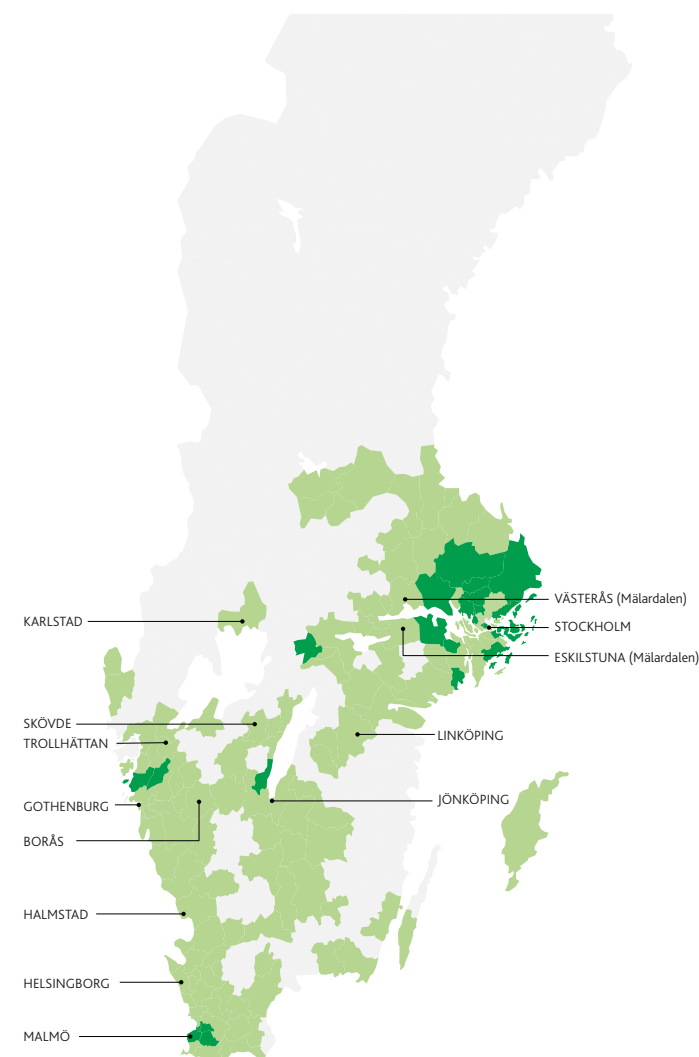 VÄSTERÅS (Mälardalen)
KARLSTAD
STOCKHOLM
ESKILSTUNA (Mälardalen)
SKÖVDE
LINKÖPING
TROLLHÄTTAN
JÖNKÖPING
GOTHENBURG
BORÅS
HALMSTAD
HELSINGBORG
MALMÖ